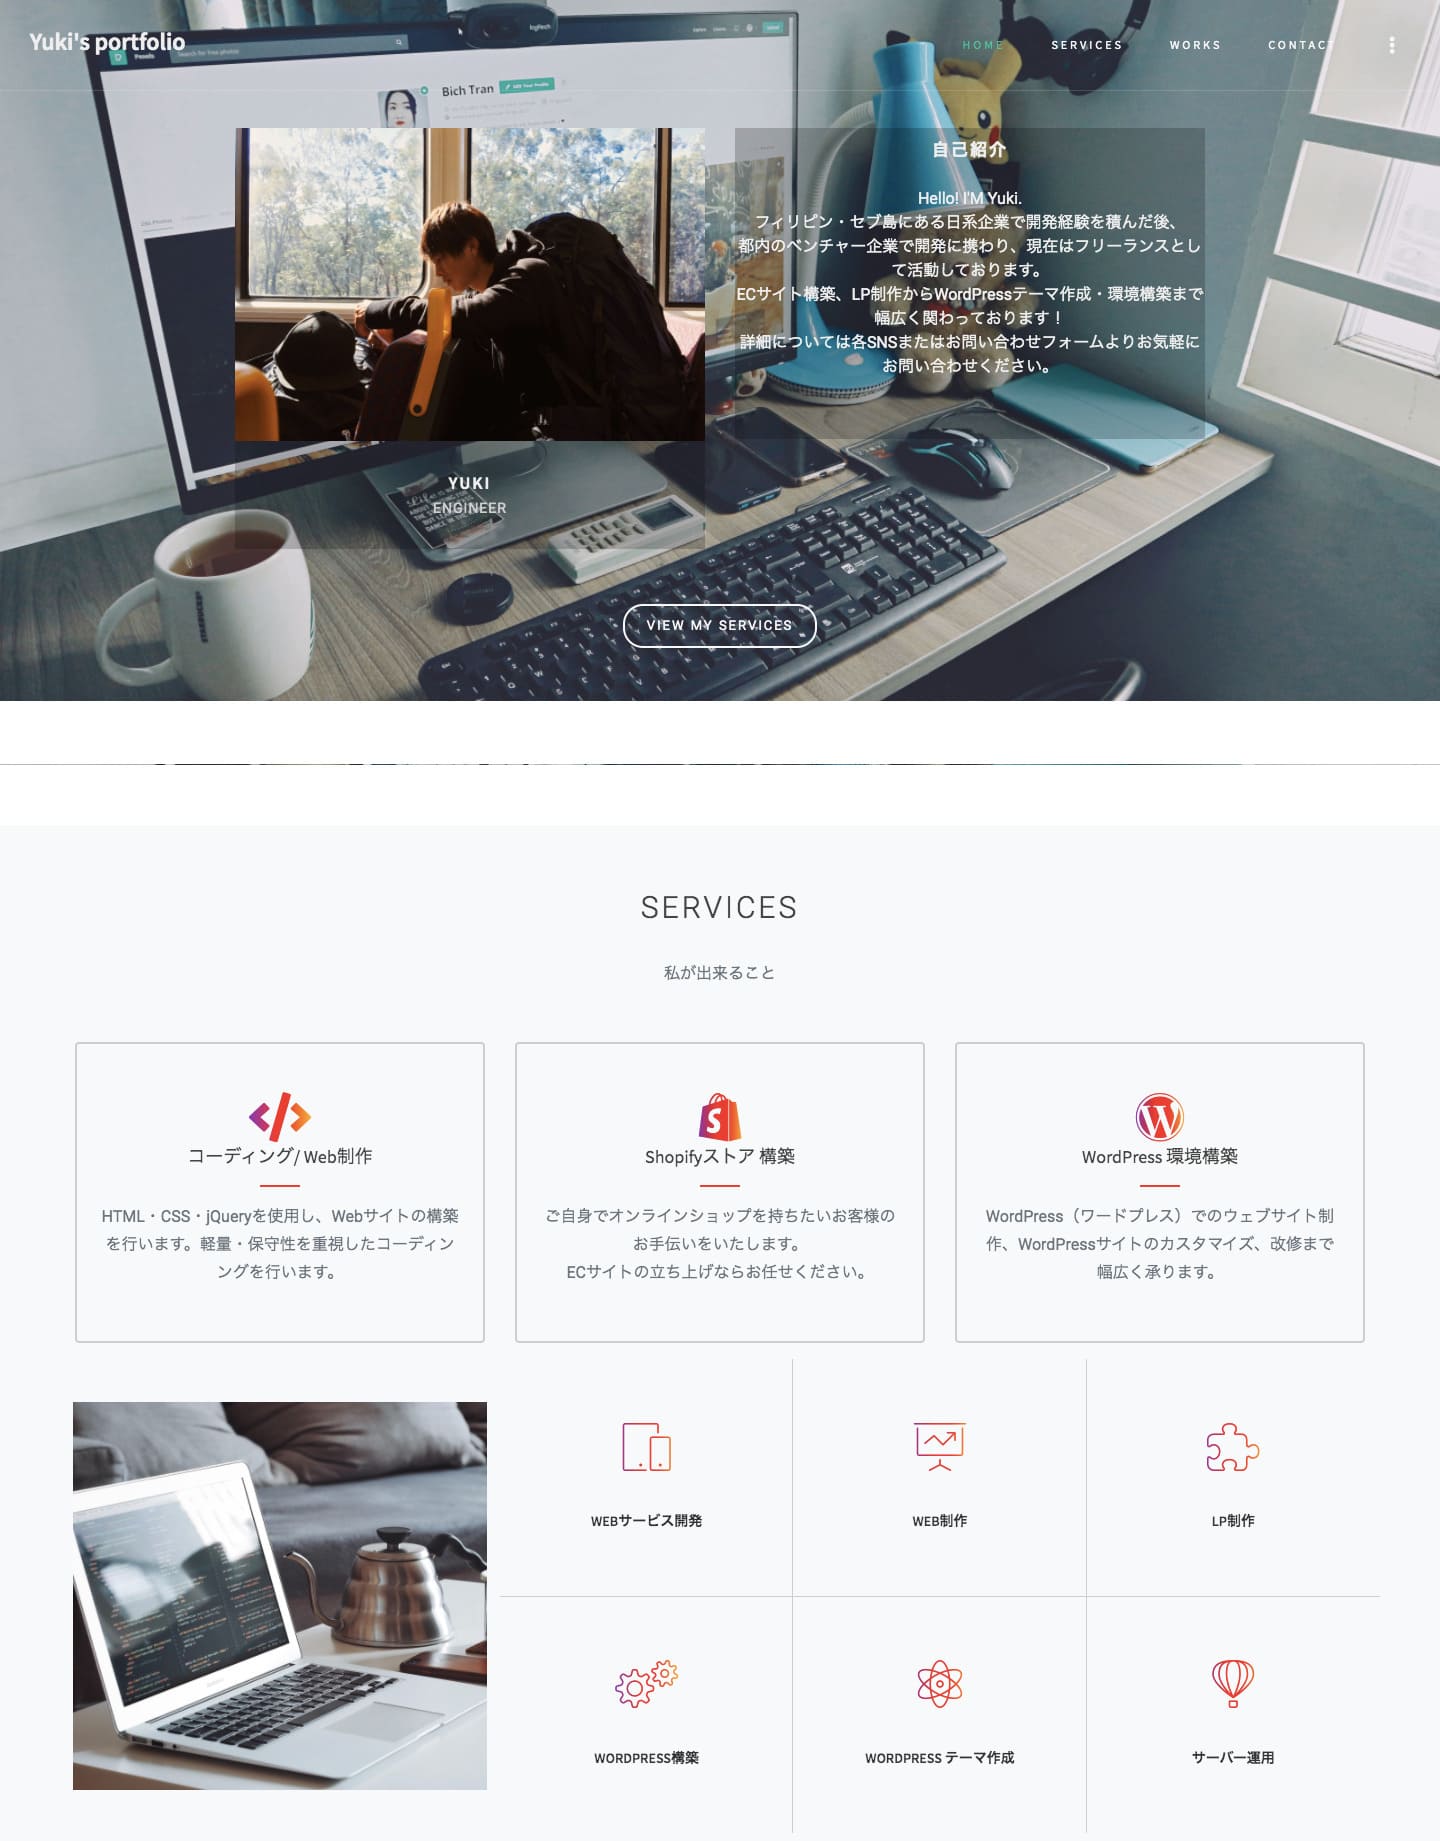 Yuki's portfolio
HOME
SERVICES
WORKS
CONTACT
logitech
Pexels
Search for free photos
Bich Tran
Edit Your Profile
自己紹介
Hello! I'M Yuki.
フィリピン・セブ島にある日系企業で開発経験を積んだ後、
都内のベンチャー企業で開発に携わり、現在はフリーランスとし
て活動しております。
ECサイト構築、LP制作からWordPressテーマ作成・環境構築まで
幅広く関わっております！
詳細については各SNSまたはお問い合わせフォームよりお気軽に
お問い合わせください。
YUKI
ENGINEER
STARBUCKS
VIEW MY SERVICES
SERVICES
私が出来ること
コーディング/ Web制作
HTML・CSS・jQueryを使用し、Webサイトの構築
を行います。軽量・保守性を重視したコーディン
グを行います。
Shopifyストア 構築
ご自身でオンラインショップを持ちたいお客様の
お手伝いをいたします。
ECサイトの立ち上げならお任せください。
WordPress 環境構築
WordPress（ワードプレス）でのウェブサイト制
作、WordPressサイトのカスタマイズ、改修まで
幅広く承ります。
WEBサービス開発
WEB制作
LP制作
WORDPRESS構築
WORDPRESS テーマ作成
サーバー運用